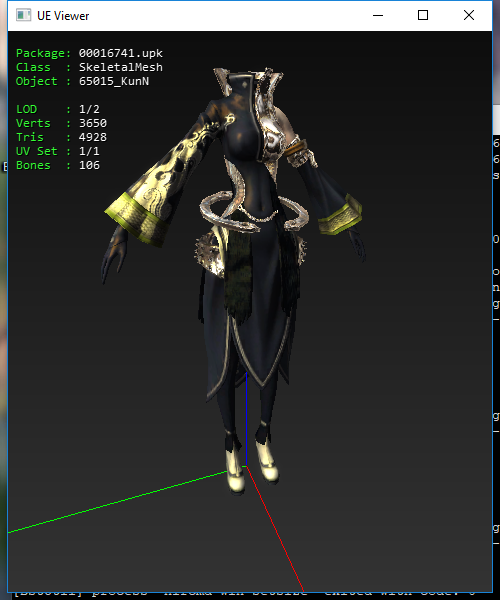 UE Viewer
Package: 00016741.upk
Class  : SkeletalMesh
Object : 65015_KunN
LOD    : 1/2
Verts  : 3650
Tris   : 4928
UV Set : 1/1
Bones  : 106